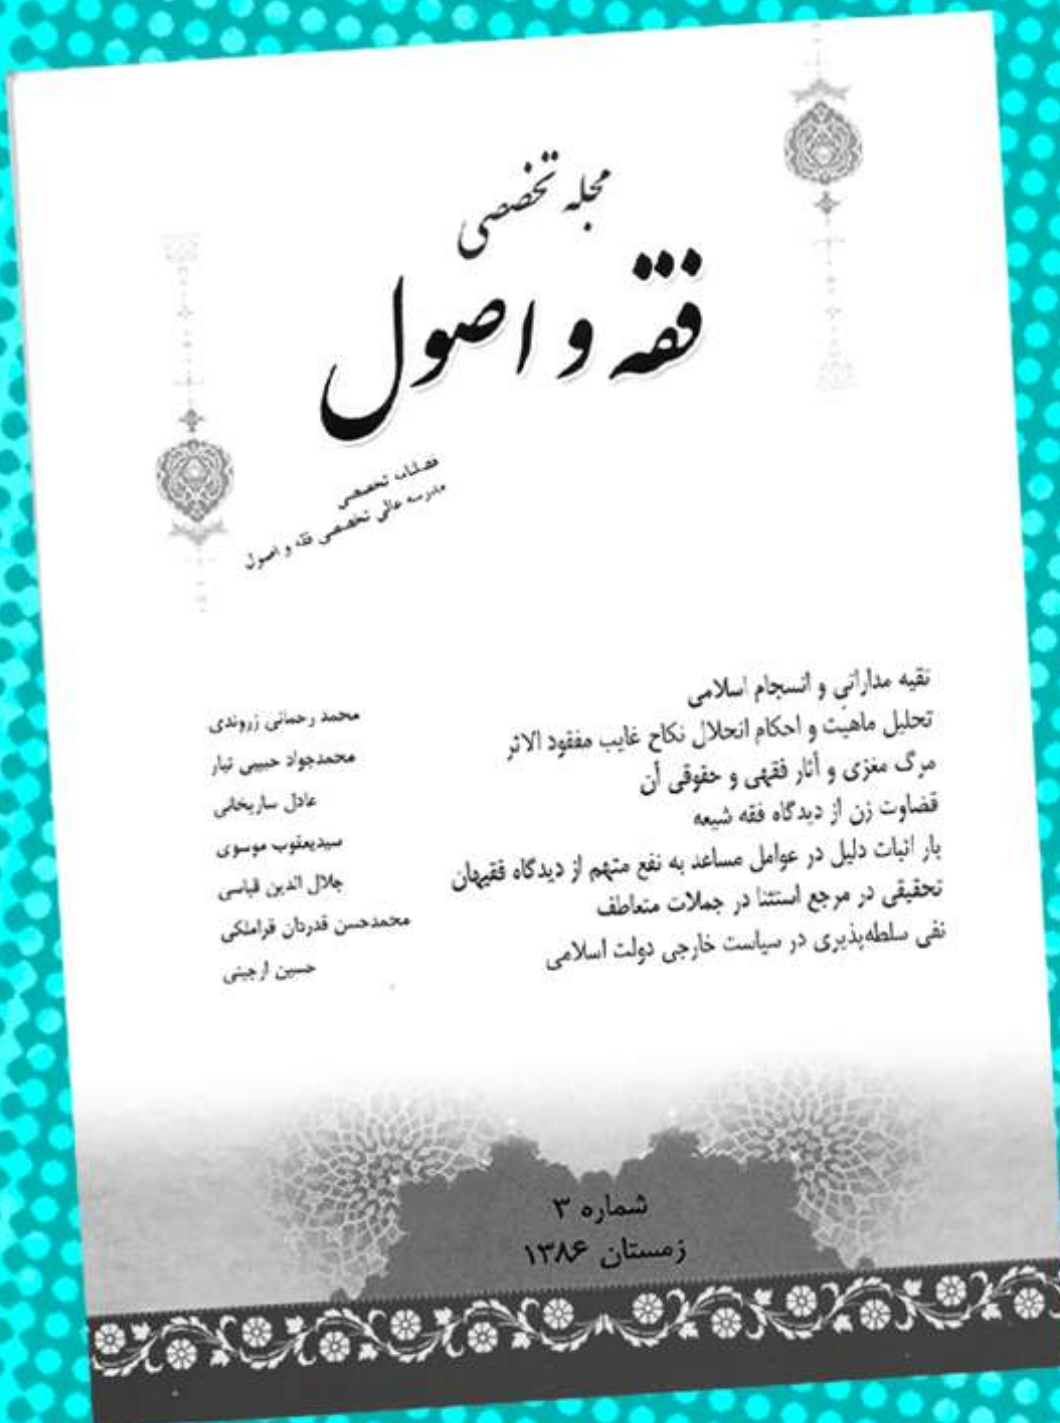 مجله تخصصی
فقه و اصول
فصلنامه تخصصی
مدرسه عالی تخصصی فقه و اصول
تقیه مداراتی و انسجام اسلامی
محمد رحمانی زروندی
تحلیل ماهیت و احکام انحلال نکاح غایب مفقود الاثر
محمدجواد حبیبی تبار
مرگ مغزی و آثار فقهی و حقوقی آن
عادل ساریخانی
قضاوت زن از دیدگاه فقه شیعه
سیدیعقوب موسوی
بار اثبات دلیل در عوامل مساعد به نفع متهم از دیدگاه فقیهان
جلال الدین قیاسی
تحقیقی در مرجع استثنا در جملات متعاطف
محمدحسن قدردان قراملکی
نفی سلطه‌پذیری در سیاست خارجی دولت اسلامی
حسین ارجینی
شماره ۳
زمستان ۱۳۸۶